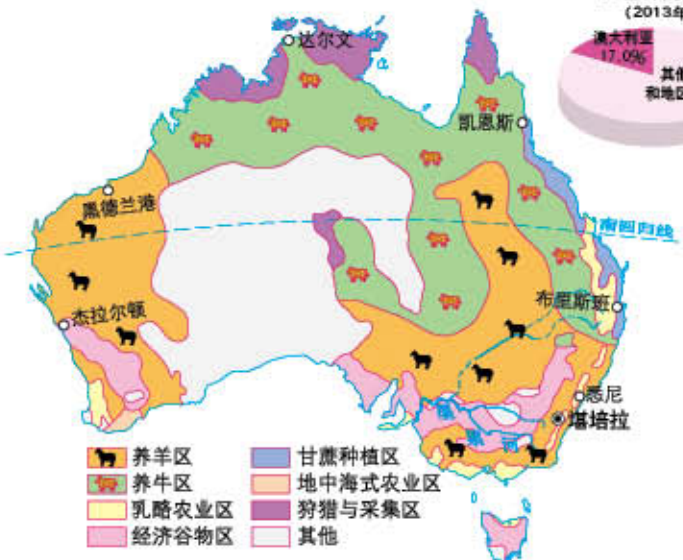 (2013年
澳大利亚
17.0%
其他
和地区
达尔文
凯恩斯
黑德兰港
南回归线
杰拉尔顿
布里斯班
悉尼
堪培拉
养羊区
甘蔗种植区
养牛区
地中海式农业区
乳酪农业区
狩猎与采集区
经济谷物区
其他